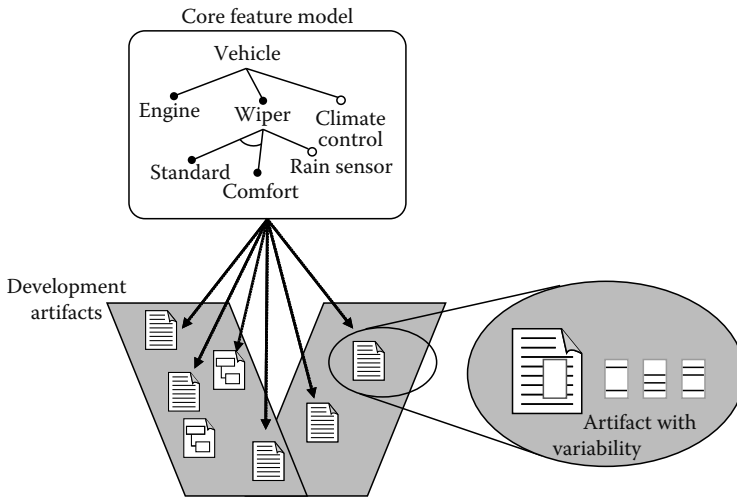 Core feature model
Vehicle
Engine
Wiper
Climate
control
Standard
Rain sensor
Comfort
Development
artifacts
Artifact with
variability